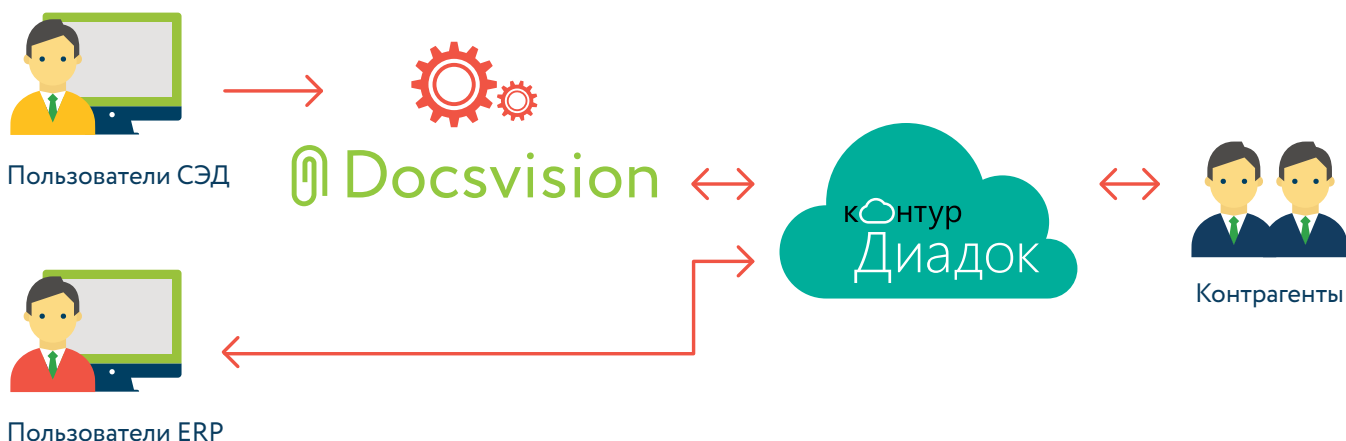 Пользователи СЭД
Docsvision
контур
Диадок
Контрагенты
Пользователи ERP